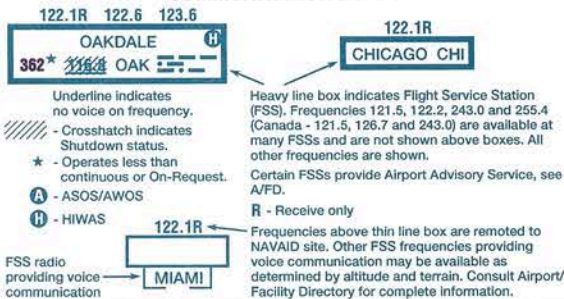 122.1R 122.6 123.6
OAKDALE H
362* 116.8 OAK
122.1R
CHICAGO CHI
Underline indicates
no voice on frequency.
- Crosshatch indicates
Shutdown status.
★ - Operates less than
continuous or On-Request.
A - ASOS/AWOS
H - HIWAS
Heavy line box indicates Flight Service Station
(FSS). Frequencies 121.5, 122.2, 243.0 and 255.4
(Canada - 121.5, 126.7 and 243.0) are available at
many FSSs and are not shown above boxes. All
other frequencies are shown.
Certain FSSs provide Airport Advisory Service, see
A/FD.
R - Receive only
122.1R
FSS radio
providing voice
communication
MIAMI
Frequencies above thin line box are remoted to
NAVAID site. Other FSS frequencies providing
voice communication may be available as
determined by altitude and terrain. Consult Airport/
Facility Directory for complete information.